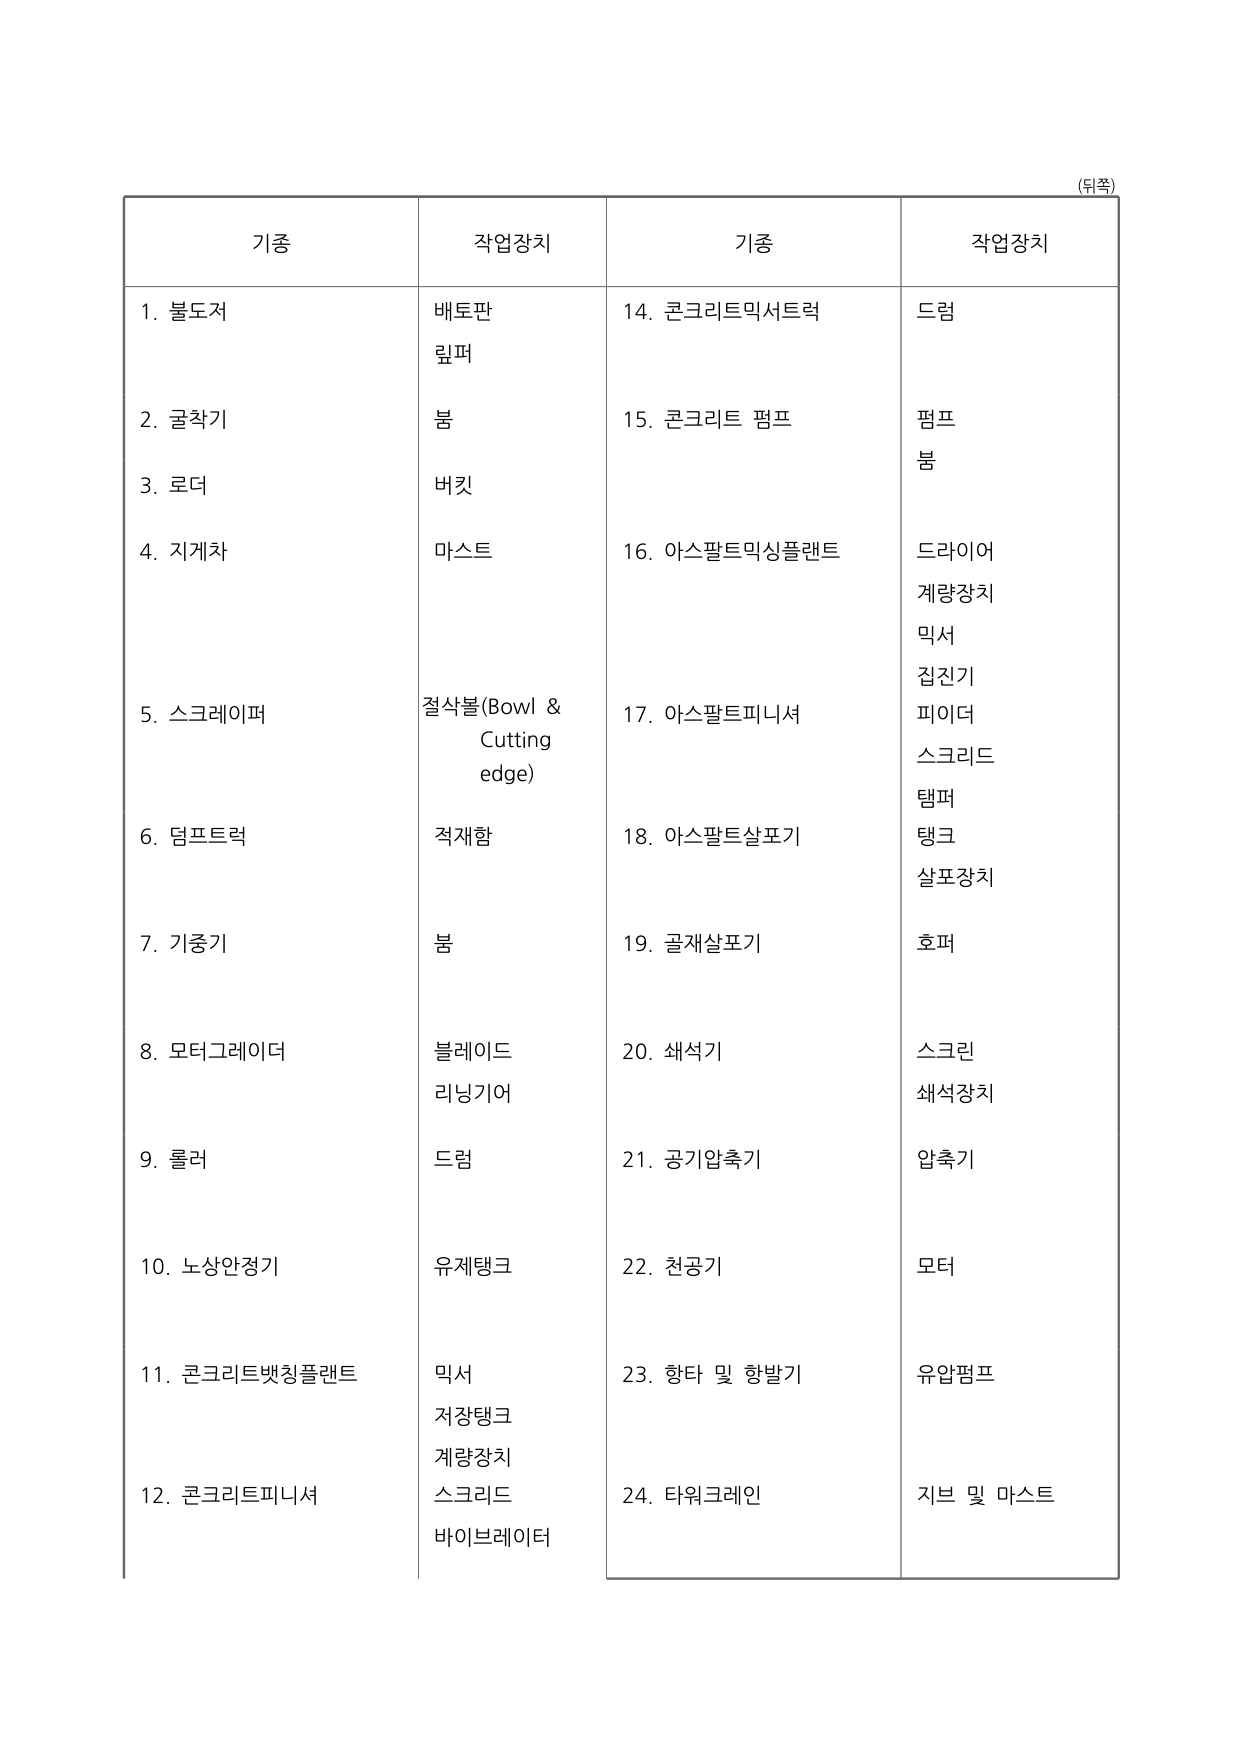 (뒤쪽)
기종 작업장치 기종 작업장치
1. 불도저 배토판 14. 콘크리트믹서트럭 드럼
맆퍼
2. 굴착기 붐 15. 콘크리트 펌프 펌프
붐
3. 로더 버킷
4. 지게차 마스트 16. 아스팔트믹싱플랜트 드라이어
계량장치
믹서
집진기
5. 스크레이퍼 절삭볼(Bowl & 17. 아스팔트피니셔 피이더
Cutting 스크리드
edge) 탬퍼
6. 덤프트럭 적재함 18. 아스팔트살포기 탱크
살포장치
7. 기중기 붐 19. 골재살포기 호퍼
8. 모터그레이더 블레이드 20. 쇄석기 스크린
리닝기어 쇄석장치
9. 롤러 드럼 21. 공기압축기 압축기
10. 노상안정기 유제탱크 22. 천공기 모터
11. 콘크리트뱃칭플랜트 믹서 23. 항타 및 항발기 유압펌프
저장탱크
계량장치
12. 콘크리트피니셔 스크리드 24. 타워크레인 지브 및 마스트
바이브레이터